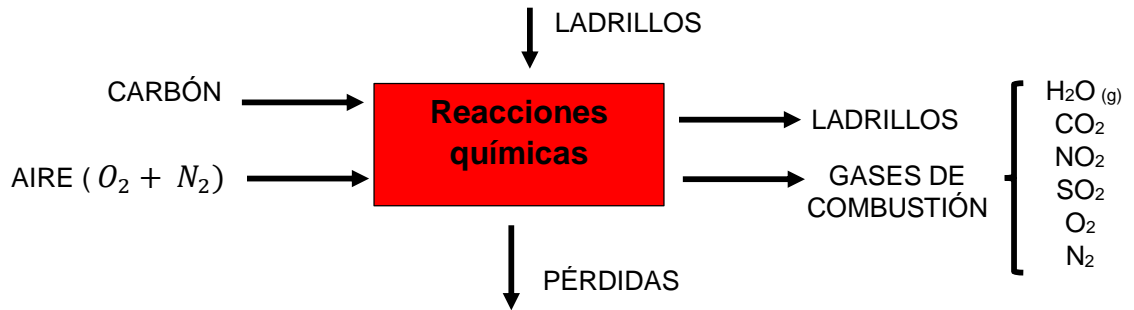 LADRILLOS
CARBÓN
AIRE ( O₂ + N₂)
Reacciones
químicas
LADRILLOS
GASES DE
COMBUSTIÓN
H₂O (g)
CO₂
NO₂
SO₂
O₂
N₂
PÉRDIDAS